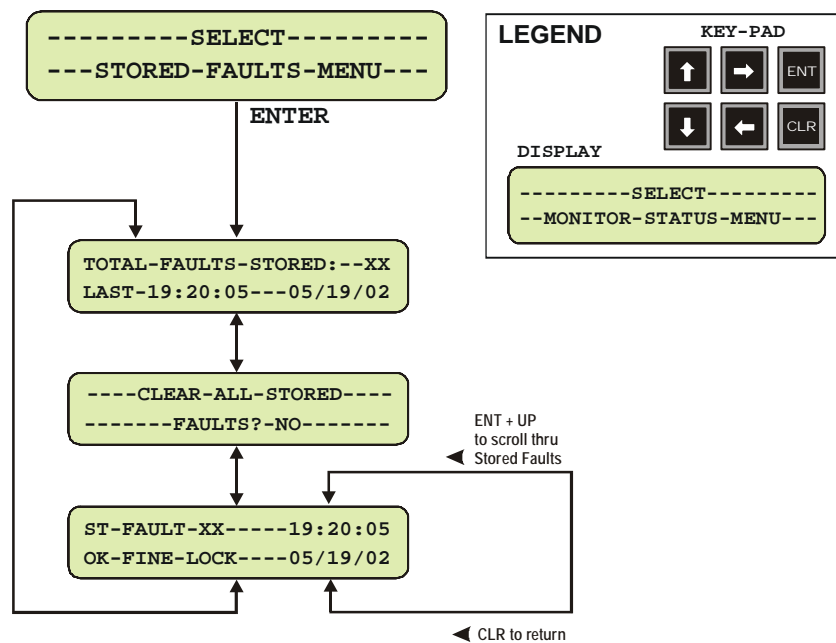 ---------SELECT---------
---STORED-FAULTS-MENU---
ENTER
TOTAL-FAULTS-STORED:--XX
LAST-19:20:05---05/19/02
----CLEAR-ALL-STORED----
-------FAULTS?-NO-------
ST-FAULT-XX-----19:20:05
OK-FINE-LOCK----05/19/02
ENT + UP
to scroll thru
Stored Faults
CLR to return
LEGEND
KEY-PAD
ENT
CLR
DISPLAY
---------SELECT---------
--MONITOR-STATUS-MENU---